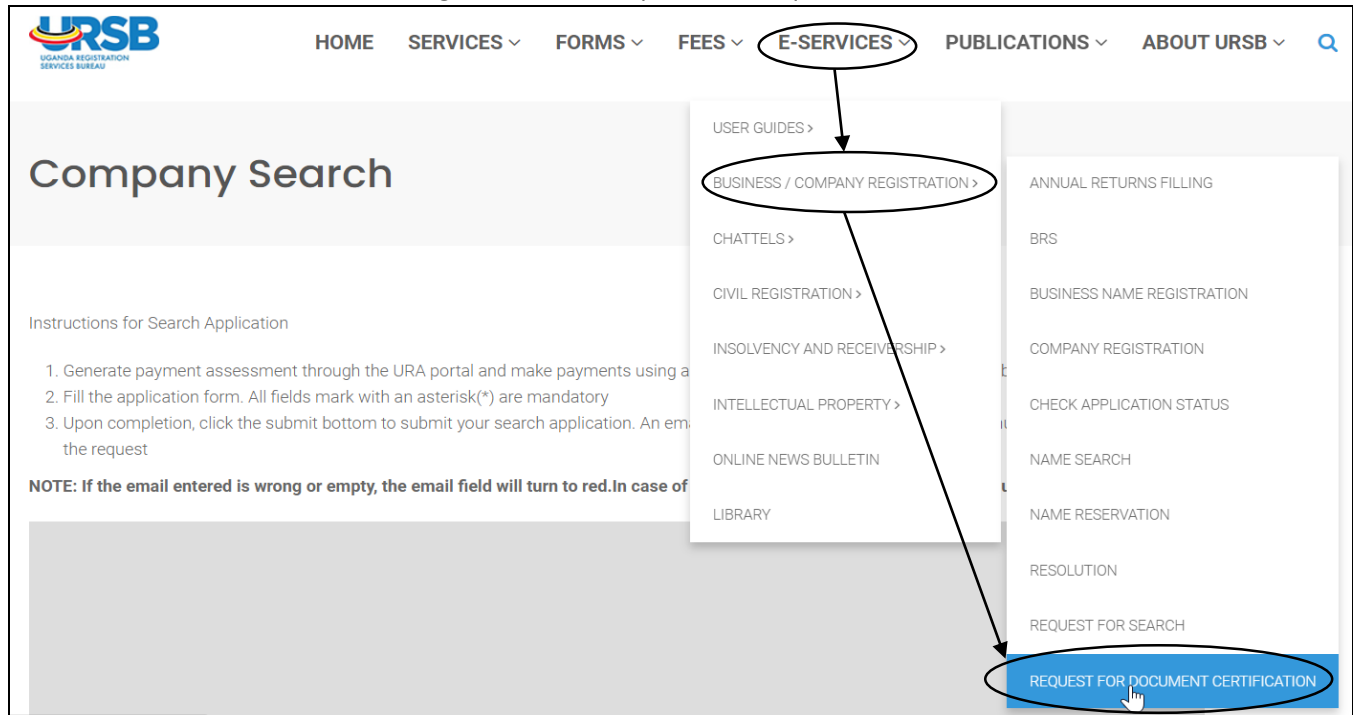 URSB
UGANDA REGISTRATION
SERVICES BUREAU
HOME SERVICES FORMS FEES E-SERVICES PUBLICATIONS ABOUT URSB
Company Search
USER GUIDES >
BUSINESS / COMPANY REGISTRATION >
CHATTELS >
CIVIL REGISTRATION >
INSOLVENCY AND RECEIVERSHIP >
INTELLECTUAL PROPERTY >
ONLINE NEWS BULLETIN
LIBRARY
ANNUAL RETURNS FILLING
BRS
BUSINESS NAME REGISTRATION
COMPANY REGISTRATION
CHECK APPLICATION STATUS
NAME SEARCH
NAME RESERVATION
RESOLUTION
REQUEST FOR SEARCH
REQUEST FOR DOCUMENT CERTIFICATION
Instructions for Search Application
1. Generate payment assessment through the URA portal and make payments using a
2. Fill the application form. All fields mark with an asterisk(*) are mandatory
3. Upon completion, click the submit bottom to submit your search application. An
the request
NOTE: If the email entered is wrong or empty, the email field will turn to red.In case of